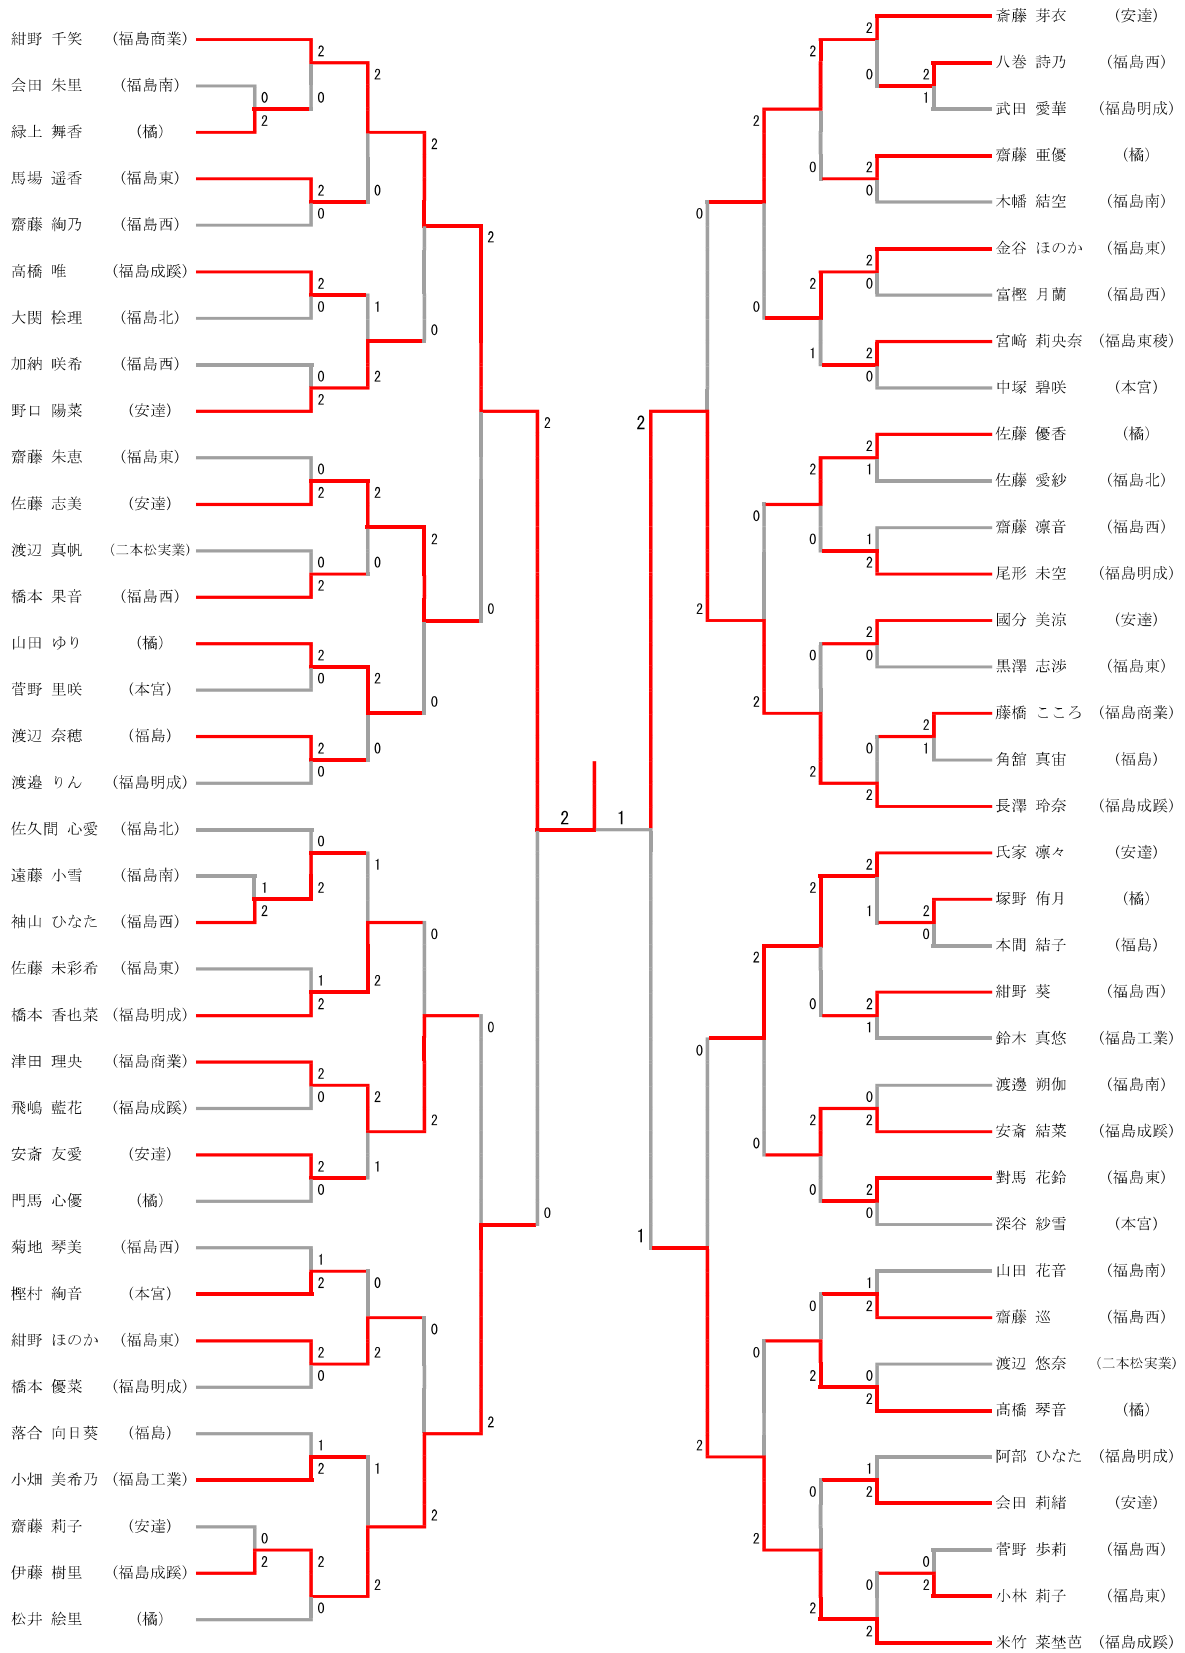 紺野 千笑 (福島商業)
会田 朱里 (福島南)
緑上 舞香 (橘)
馬場 遥香 (福島東)
齋藤 絢乃 (福島西)
高橋 唯 (福島成蹊)
大関 桧理 (福島北)
加納 咲希 (福島西)
野口 陽菜 (安達)
齋藤 朱恵 (福島東)
佐藤 志美 (安達)
渡辺 真帆 (二本松実業)
橋本 果音 (福島西)
山田 ゆり (橘)
菅野 里咲 (本宮)
渡辺 奈穂 (福島)
渡邉 りん (福島明成)
佐久間 心愛 (福島北)
遠藤 小雪 (福島南)
袖山 ひなた (福島西)
佐藤 未彩希 (福島東)
橋本 香也菜 (福島明成)
津田 理央 (福島商業)
飛嶋 藍花 (福島成蹊)
安斎 友愛 (安達)
門馬 心優 (橘)
菊地 琴美 (福島西)
樫村 絢音 (本宮)
紺野 ほのか (福島東)
橋本 優菜 (福島明成)
落合 向日葵 (福島)
小畑 美希乃 (福島工業)
齋藤 莉子 (安達)
伊藤 樹里 (福島成蹊)
松井 絵里 (橘)
2 1
斎藤 芽衣 (安達)
八巻 詩乃 (福島西)
武田 愛華 (福島明成)
齋藤 亜優 (橘)
木幡 結空 (福島南)
金谷 ほのか (福島東)
富樫 月蘭 (福島西)
宮﨑 莉央奈 (福島東稜)
中塚 碧咲 (本宮)
佐藤 優香 (橘)
佐藤 愛紗 (福島北)
齋藤 凛音 (福島西)
尾形 未空 (福島明成)
國分 美涼 (安達)
黒澤 志渉 (福島東)
藤橋 こころ (福島商業)
角舘 真宙 (福島)
長澤 玲奈 (福島成蹊)
氏家 凛々 (安達)
塚野 侑月 (橘)
本間 結子 (福島)
紺野 葵 (福島西)
鈴木 真悠 (福島工業)
渡邊 朔伽 (福島南)
安斎 結菜 (福島成蹊)
對馬 花鈴 (福島東)
深谷 紗雪 (本宮)
山田 花音 (福島南)
齋藤 巡 (福島西)
渡辺 悠奈 (二本松実業)
髙橋 琴音 (橘)
阿部 ひなた (福島明成)
会田 莉緒 (安達)
菅野 歩莉 (福島西)
小林 莉子 (福島東)
米竹 菜埜芭 (福島成蹊)